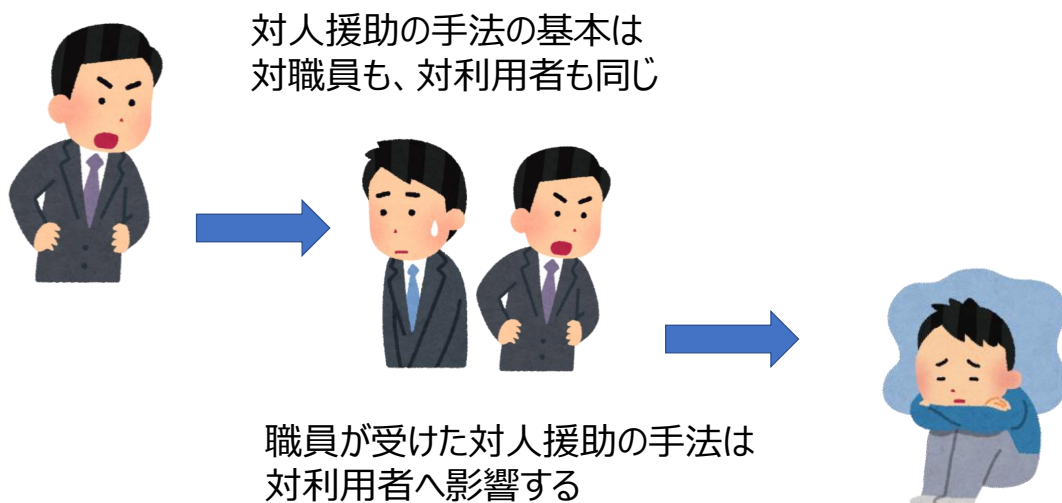 対人援助の手法の基本は
対職員も、対利用者も同じ
職員が受けた対人援助の手法は
対利用者へ影響する